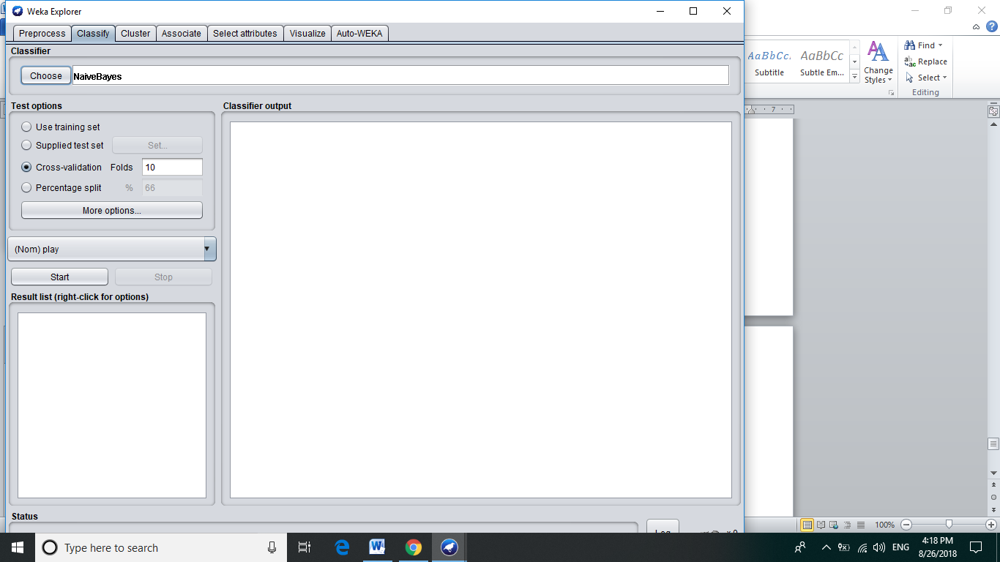 Weka Explorer
Preprocess Classify Cluster Associate Select attributes Visualize Auto-WEKA
Classifier
Choose NaiveBayes
Test options
Use training set
Supplied test set Set...
Cross-validation Folds 10
Percentage split % 66
More options...
(Nom) play
Start Stop
Result list (right-click for options)
Classifier output
Status
Log
x 0
AaBbCc. AaBbCc
Subtitle Subtle Em...
Change
Styles
Find
Replace
Select
Editing
7
100%
Type here to search
ENG
4:18 PM
8/26/2018